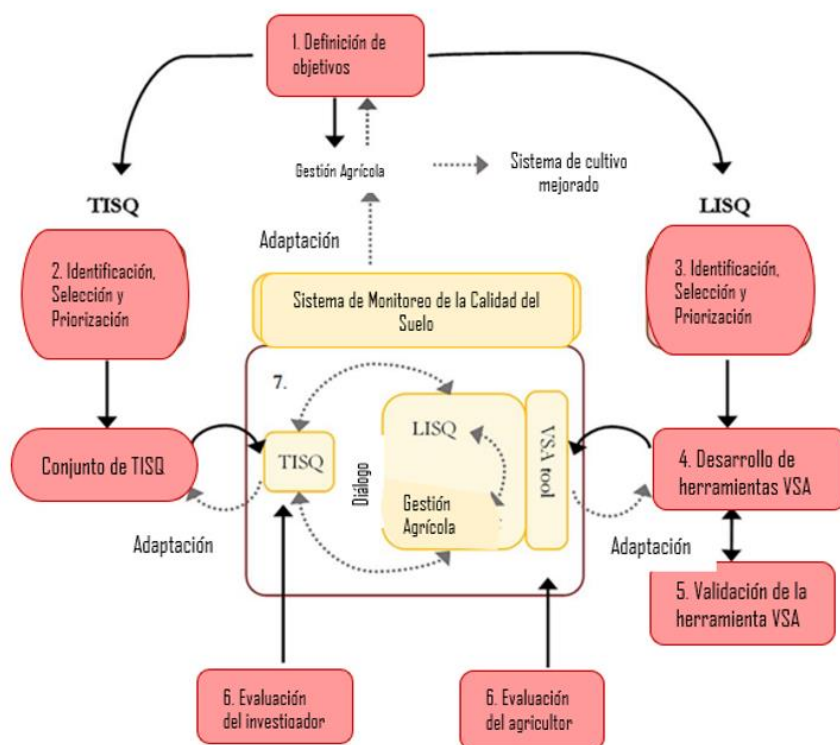 1. Definición de
objetivos
Gestión Agrícola
Sistema de cultivo
mejorado
TISQ
LISQ
Adaptación
2. Identificación,
Selección y
Priorización
3. Identificación,
Selección y
Priorización
Sistema de Monitoreo de la Calidad del
Suelo
7.
Conjunto de TISQ
TISQ
Diálogo
LISQ
Gestión
Agrícola
VSA tool
4. Desarrollo de
herramientas VSA
Adaptación
Adaptación
5. Validación de la
herramienta VSA
6. Evaluación
del investigador
6. Evaluación
del agricultor